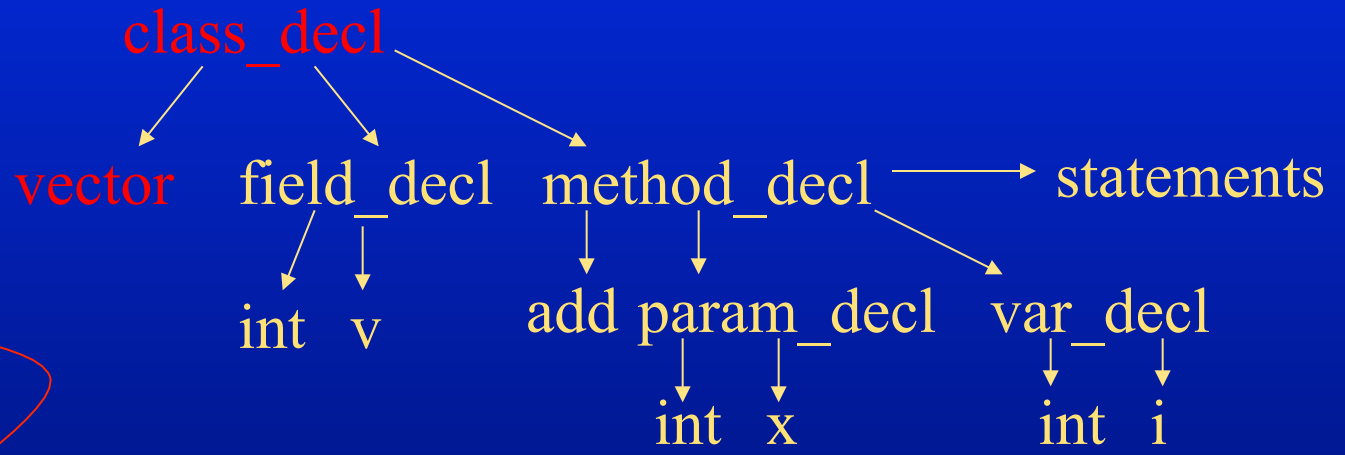 class_decl
vector field_decl method_decl statements
int v add param_decl var_decl
int x int i